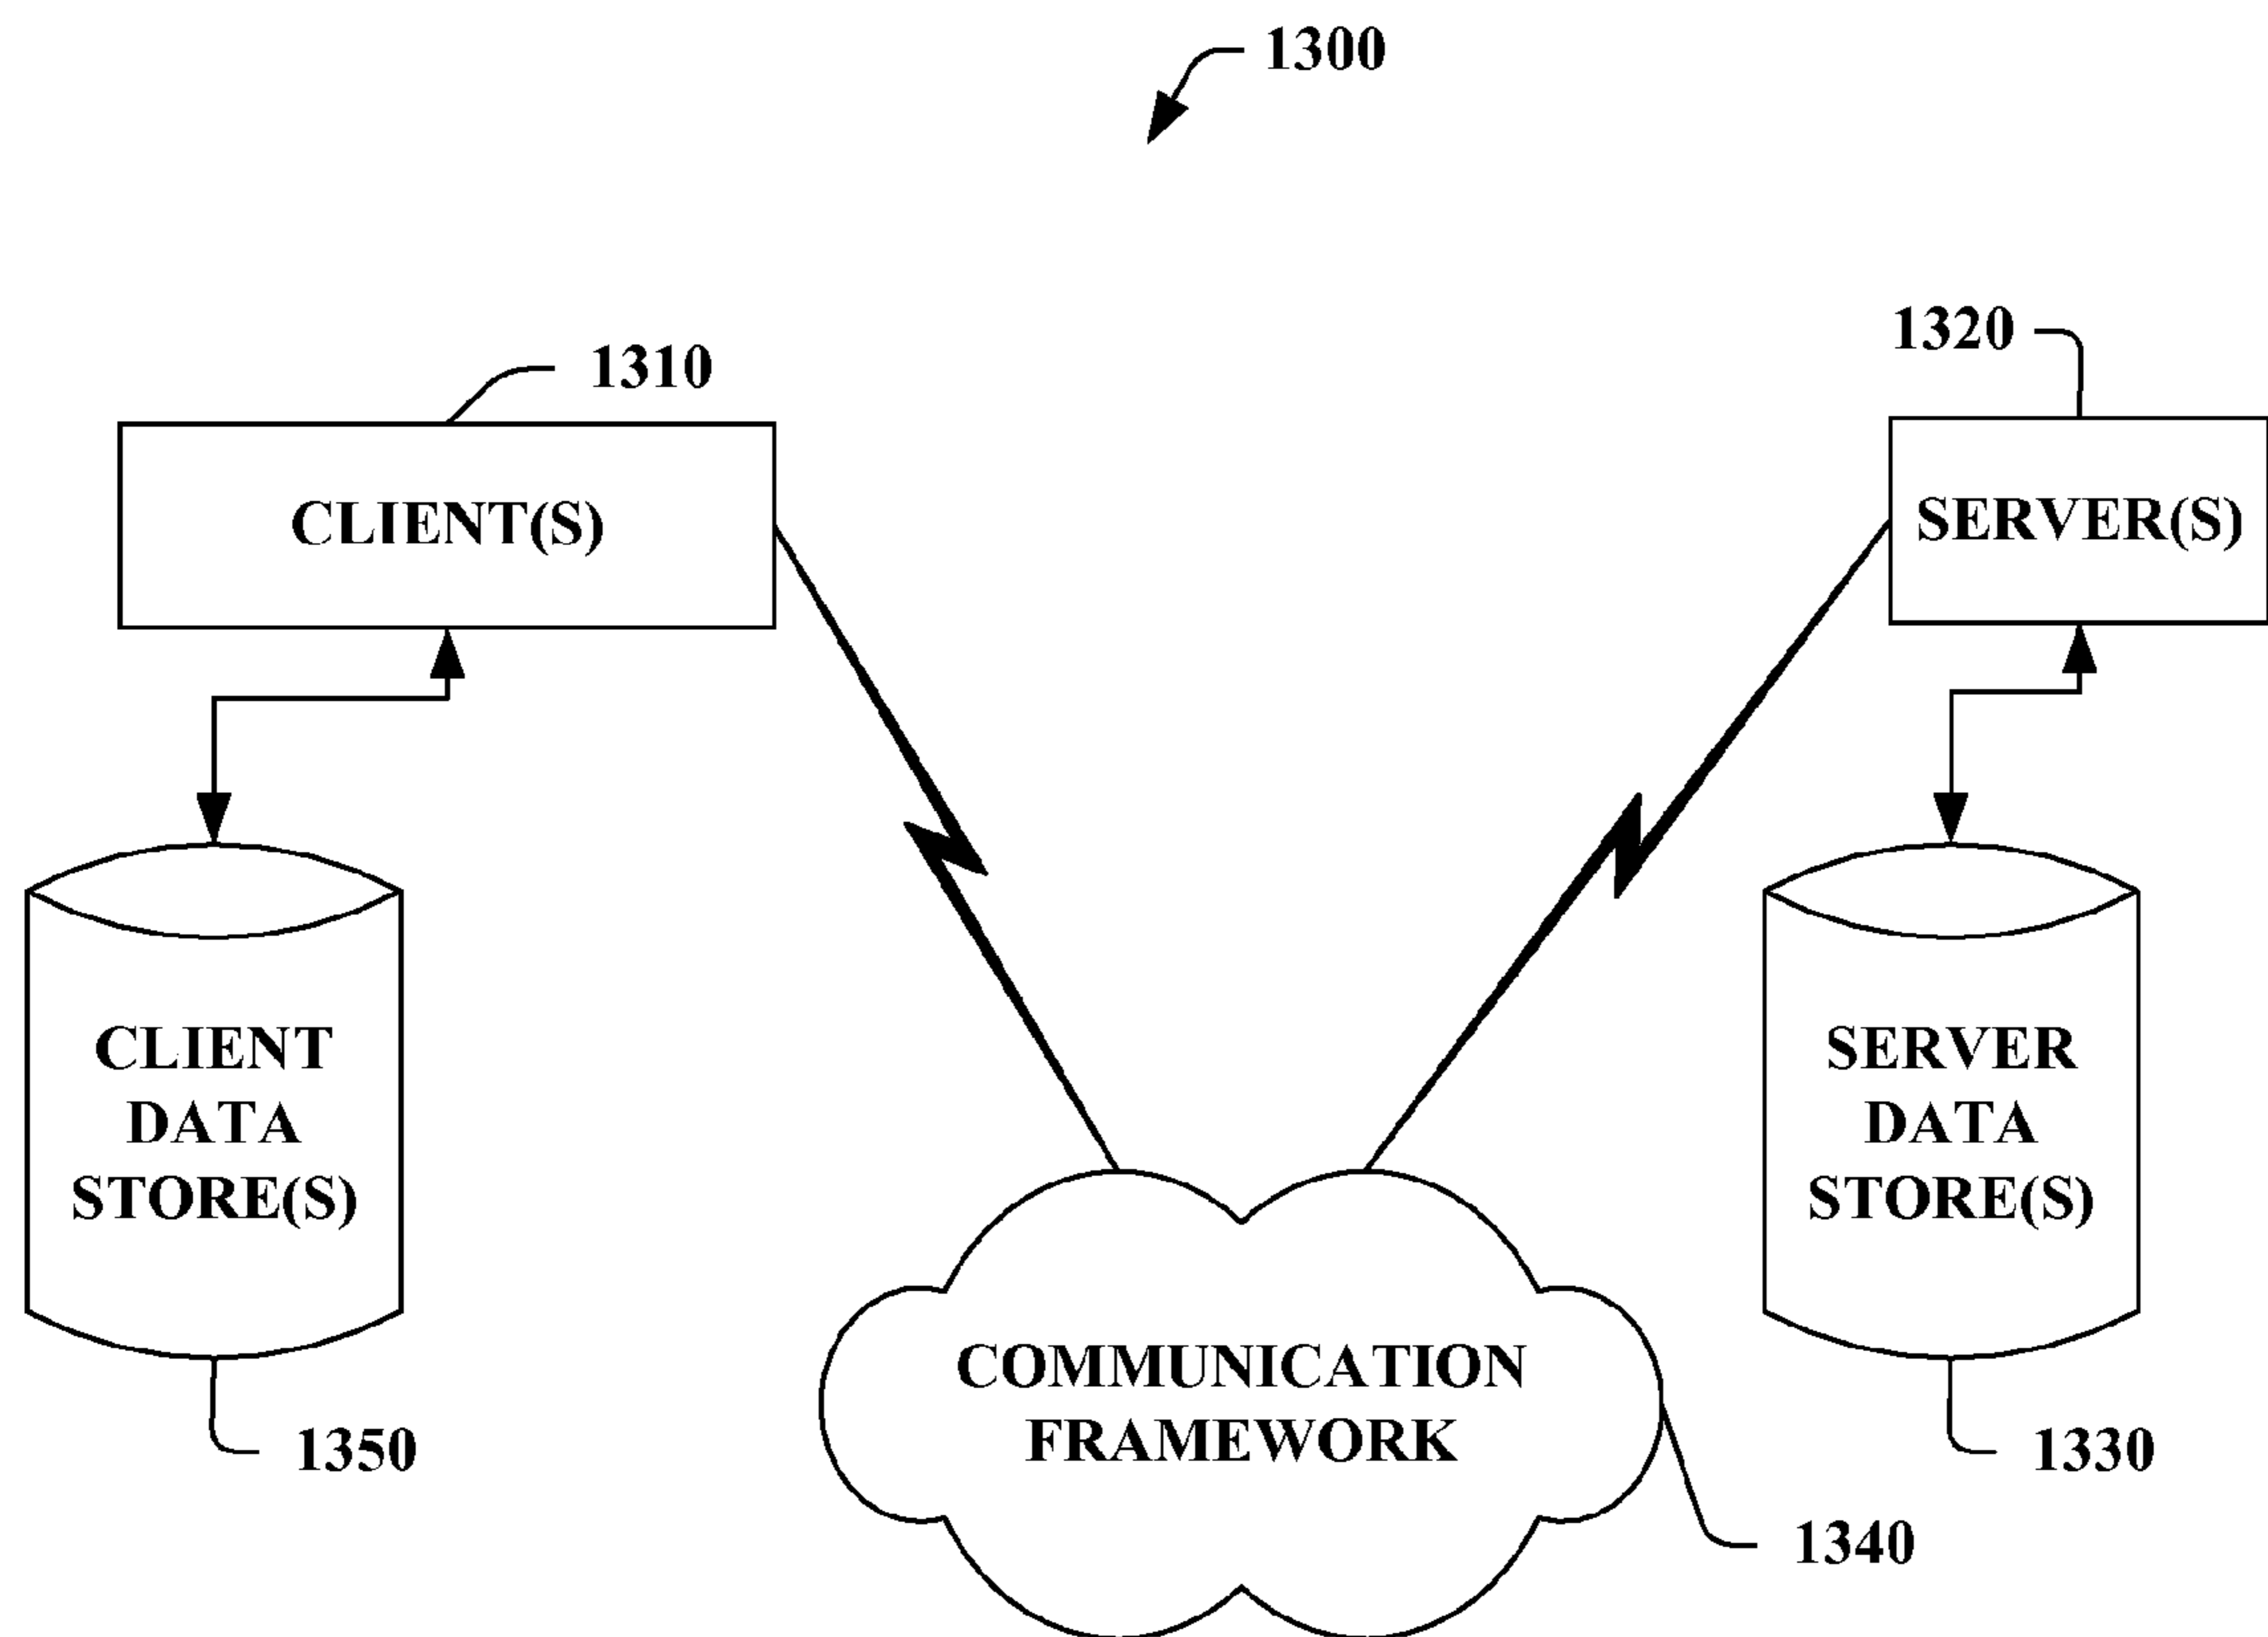 1300
1310
1320
CLIENT(S)
SERVER(S)
CLIENT
DATA
STORE(S)
SERVER
DATA
STORE(S)
COMMUNICATION
FRAMEWORK
1350
1330
1340